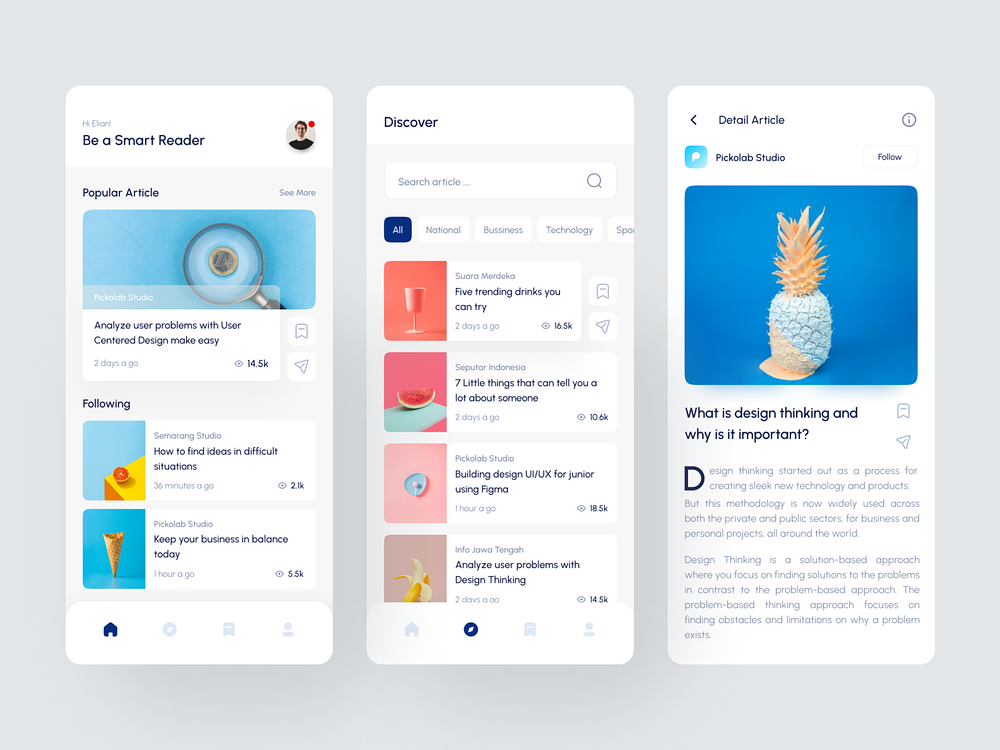 Hi Elian!
Be a Smart Reader
Popular Article
See More
Pickolab Studio
Analyze user problems with User
Centered Design make easy
2 days a go
14.5k
Following
Semarang Studio
How to find ideas in difficult
situations
36 minutes a go
2.1k
Pickolab Studio
Keep your business in balance
today
1 hour a go
5.5k
Discover
Search article ....
All
National
Bussiness
Technology
Spo
Suara Merdeka
Five trending drinks you
can try
2 days a go
16.5k
Seputar Indonesia
7 Little things that can tell you a
lot about someone
2 days a go
10.6k
Pickolab Studio
Building design UI/UX for junior
using Figma
1 hour a go
18.5k
Info Jawa Tengah
Analyze user problems with
Design Thinking
2 days a go
14.5k
Detail Article
Pickolab Studio
Follow
What is design thinking and
why is it important?
Design thinking started out as a process for
creating sleek new technology and products.
But this methodology is now widely used across
both the private and public sectors, for business and
personal projects, all around the world.
Design Thinking is a solution-based approach
where you focus on finding solutions to the problems
in contrast to the problem-based approach. The
problem-based thinking approach focuses on
finding obstacles and limitations on why a problem
exists.